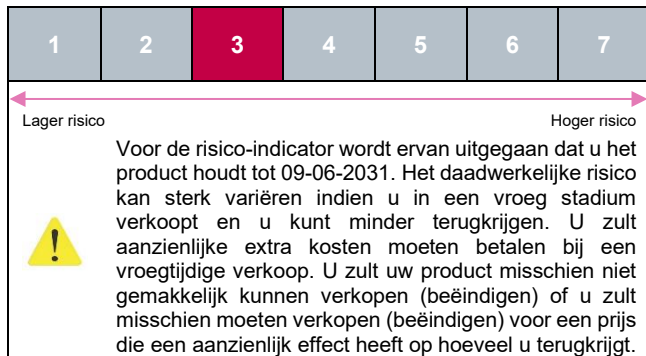 1 2 3 4 5 6 7
Lager risico Hoger risico
Voor de risico-indicator wordt ervan uitgegaan dat u het
product houdt tot 09-06-2031. Het daadwerkelijke risico
kan sterk variëren indien u in een vroeg stadium
verkoopt en u kunt minder terugkrijgen. U zult
aanzienlijke extra kosten moeten betalen bij een
vroegtijdige verkoop. U zult uw product misschien niet
gemakkelijk kunnen verkopen (beëindigen) of u zult
misschien moeten verkopen (beëindigen) voor een prijs
die een aanzienlijk effect heeft op hoeveel u terugkrijgt.